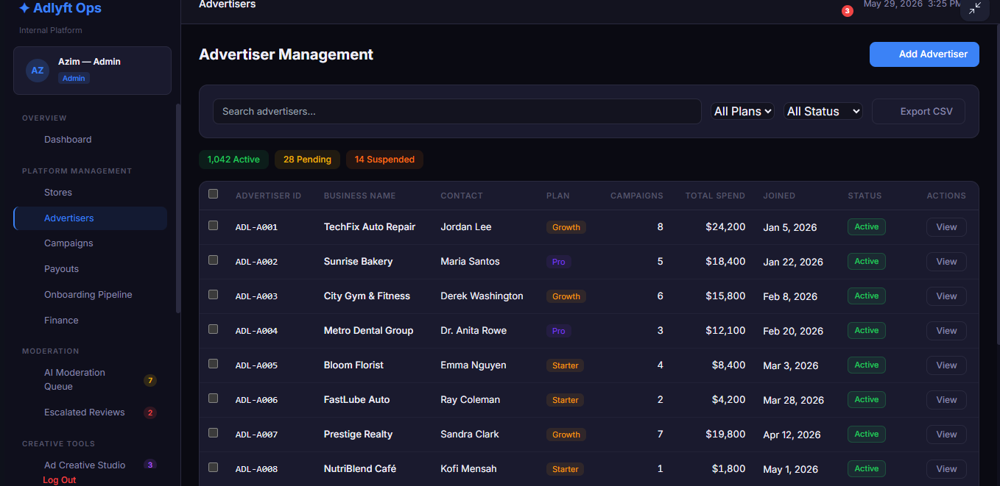 ✦ Adlyft Ops
Internal Platform
AZ
Azim — Admin
Admin
OVERVIEW
Dashboard
PLATFORM MANAGEMENT
Stores
Advertisers
Campaigns
Payouts
Onboarding Pipeline
Finance
MODERATION
AI Moderation
Queue
7
Escalated Reviews 2
CREATIVE TOOLS
Ad Creative Studio 3
Log Out
Advertisers
3
May 29, 2026 3:25 PM
Advertiser Management
Add Advertiser
Search advertisers...
All Plans
All Status
Export CSV
1,042 Active
28 Pending
14 Suspended
ADVERTISER ID BUSINESS NAME CONTACT PLAN CAMPAIGNS TOTAL SPEND JOINED STATUS ACTIONS
ADL-A001 TechFix Auto Repair Jordan Lee Growth 8 $24,200 Jan 5, 2026 Active View
ADL-A002 Sunrise Bakery Maria Santos Pro 5 $18,400 Jan 22, 2026 Active View
ADL-A003 City Gym & Fitness Derek Washington Growth 6 $15,800 Feb 8, 2026 Active View
ADL-A004 Metro Dental Group Dr. Anita Rowe Pro 3 $12,100 Feb 20, 2026 Active View
ADL-A005 Bloom Florist Emma Nguyen Starter 4 $8,400 Mar 3, 2026 Active View
ADL-A006 FastLube Auto Ray Coleman Starter 2 $4,200 Mar 28, 2026 Active View
ADL-A007 Prestige Realty Sandra Clark Growth 7 $19,800 Apr 12, 2026 Active View
ADL-A008 NutriBlend Café Kofi Mensah Starter 1 $1,800 May 1, 2026 Active View